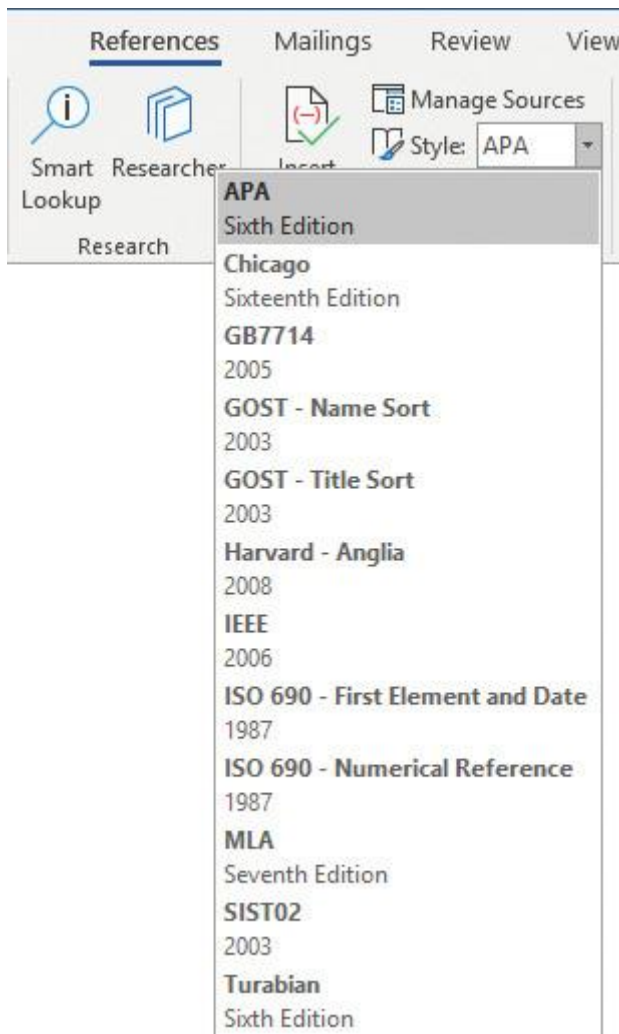 References Mailings Review View
Manage Sources
Style: APA
Smart Lookup
Researcher
Insert
Research
APA
Sixth Edition
Chicago
Sixteenth Edition
GB7714
2005
GOST - Name Sort
2003
GOST - Title Sort
2003
Harvard - Anglia
2008
IEEE
2006
ISO 690 - First Element and Date
1987
ISO 690 - Numerical Reference
1987
MLA
Seventh Edition
SIST02
2003
Turabian
Sixth Edition